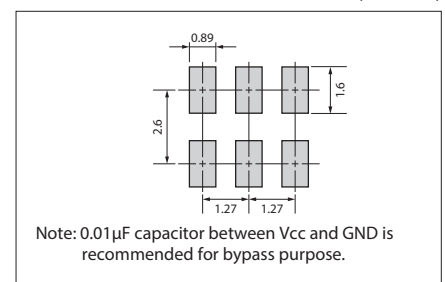 0.89
1.6
2.6
1.27 1.27
Note: 0.01µF capacitor between Vcc and GND is
recommended for bypass purpose.